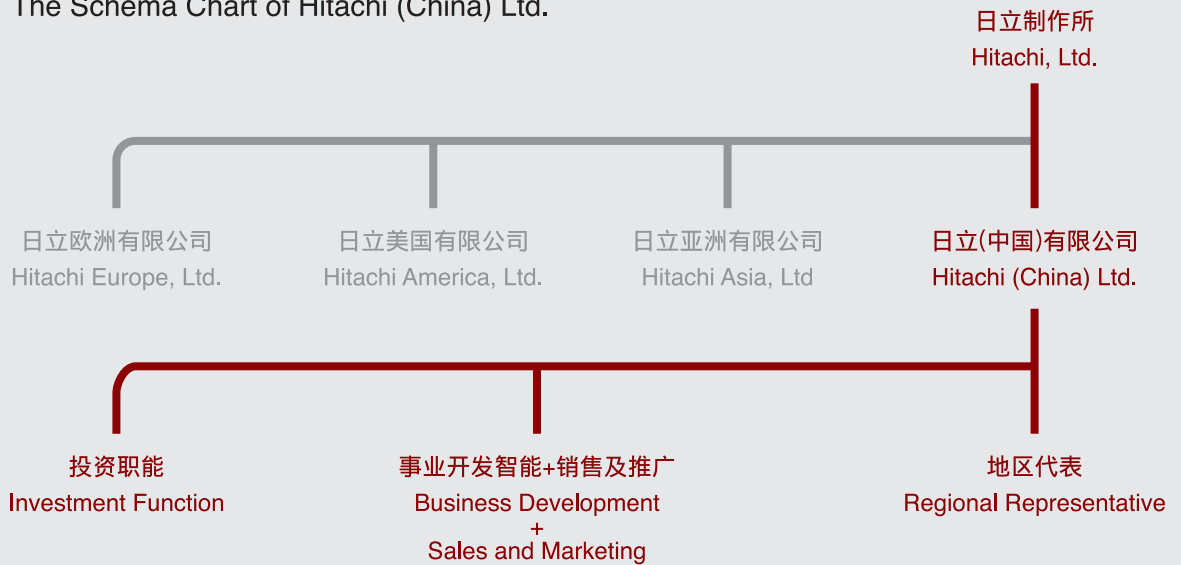 The Schema Chart of Hitachi (China) Ltd.
日立制作所
Hitachi, Ltd.
日立欧洲有限公司
Hitachi Europe, Ltd.
日立美国有限公司
Hitachi America, Ltd.
日立亚洲有限公司
Hitachi Asia, Ltd
日立(中国)有限公司
Hitachi (China) Ltd.
投资职能
Investment Function
事业开发智能+销售及推广
Business Development
+
Sales and Marketing
地区代表
Regional Representative